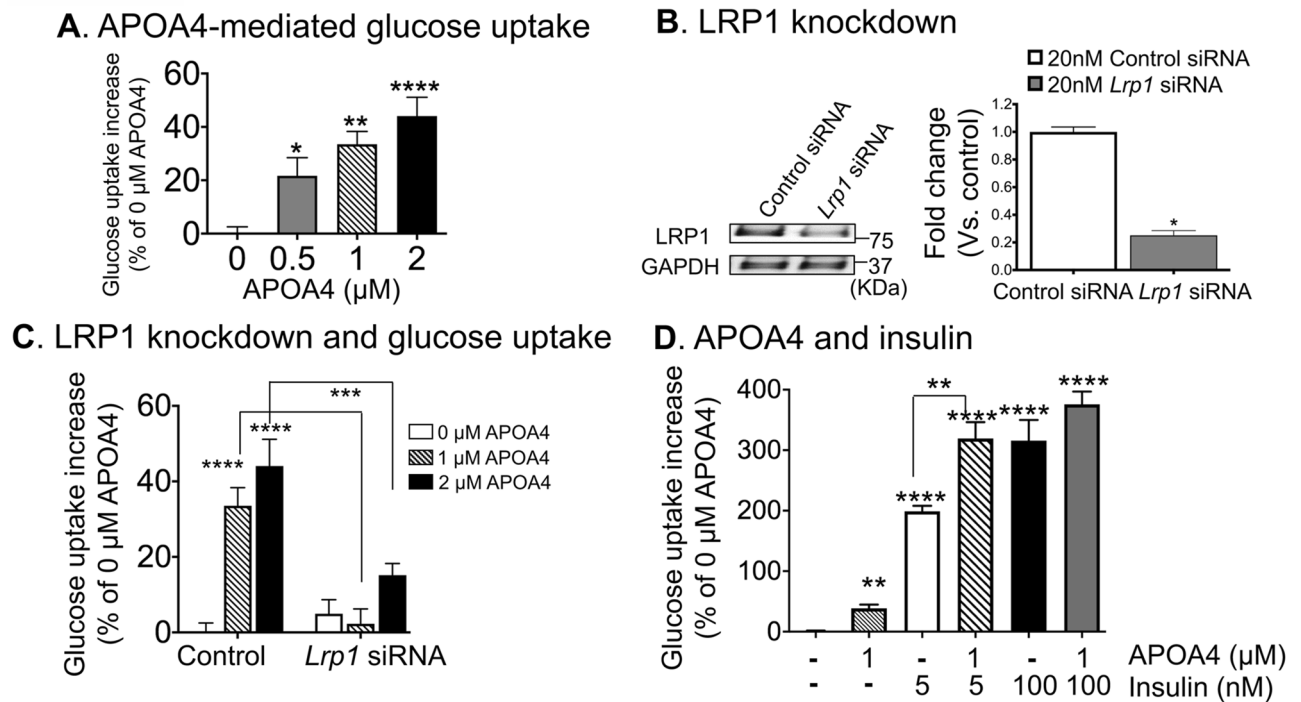 A. APOA4-mediated glucose uptake
Glucose uptake increase
(% of 0 µM APOA4)
60
40
20
0
*
**
****
0 0.5 1 2
APOA4 (µM)
B. LRP1 knockdown
20nM Control siRNA
20nM Lrp1 siRNA
Control siRNA
Lrp1 siRNA
LRP1
75
GAPDH
37
(KDa)
Fold change
(Vs. control)
1.2
1.0
0.8
0.6
0.4
0.2
0.0
*
Control siRNA Lrp1 siRNA
C. LRP1 knockdown and glucose uptake
Glucose uptake increase
(% of 0 µM APOA4)
60
40
20
0
****
****
***
0 µM APOA4
1 µM APOA4
2 µM APOA4
Control Lrp1 siRNA
D. APOA4 and insulin
Glucose uptake increase
(% of 0 µM APOA4)
400
300
200
100
0
**
****
**
****
****
****
- 1 - 1 - 1 APOA4 (µM)
- - 5 5 100 100 Insulin (nM)